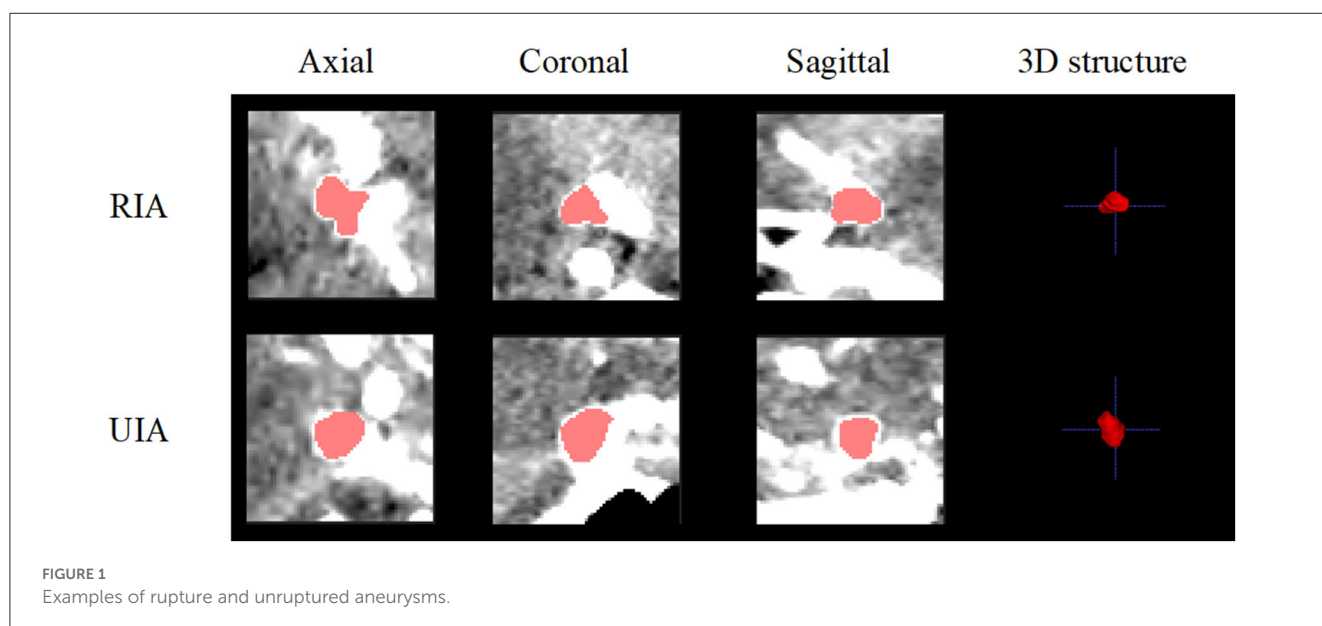 Axial Coronal Sagittal 3D structure
RIA
UIA
FIGURE 1
Examples of rupture and unruptured aneurysms.